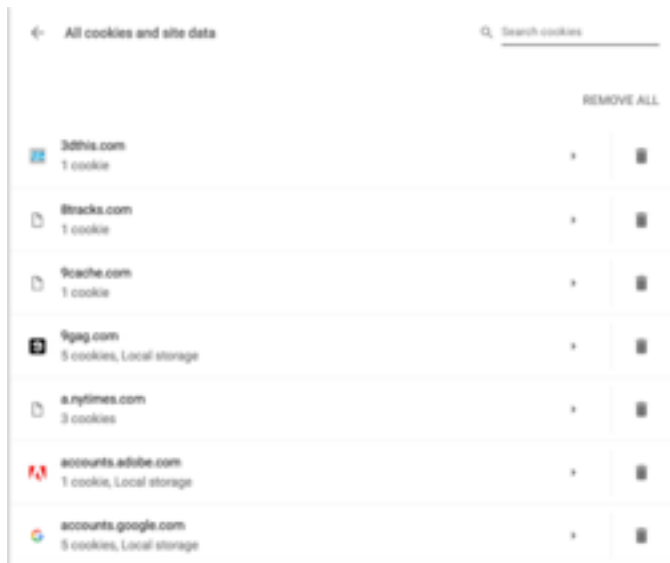 All cookies and site data
Search cookies
REMOVE ALL
3dthis.com
1 cookie
8tracks.com
1 cookie
9cache.com
1 cookie
9gag.com
5 cookies, Local storage
a.nytimes.com
3 cookies
accounts.adobe.com
1 cookie, Local storage
accounts.google.com
5 cookies, Local storage